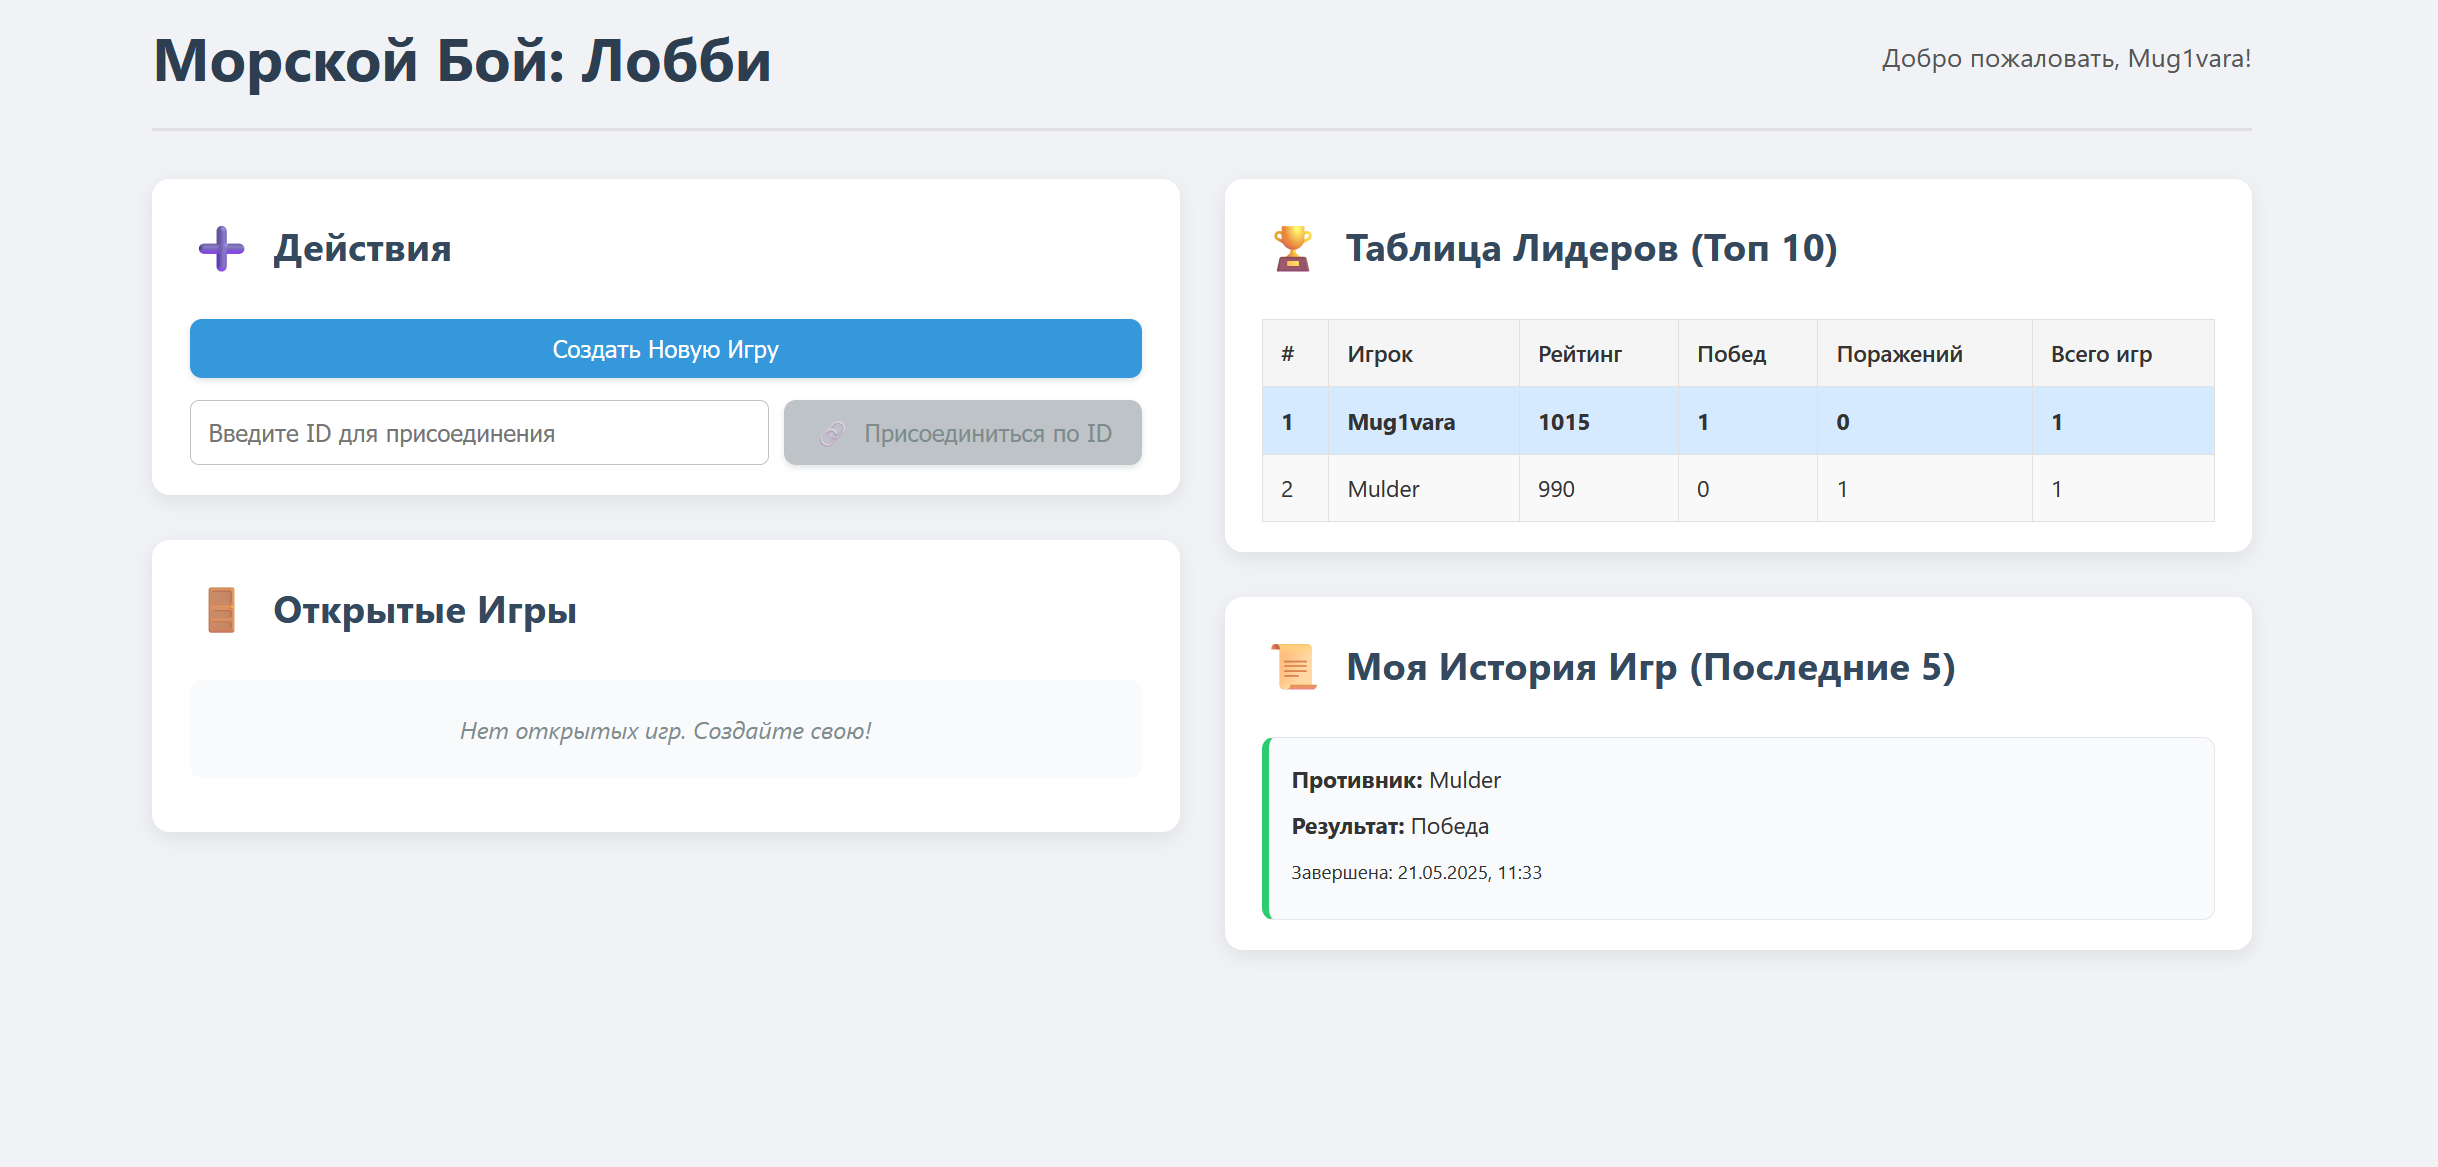 Морской Бой: Лобби
Добро пожаловать, Mug1vara!
Действия
Создать Новую Игру
Введите ID для присоединения
Присоединиться по ID
Открытые Игры
Нет открытых игр. Создайте свою!
Таблица Лидеров (Топ 10)
# Игрок Рейтинг Побед Поражений Всего игр
1 Mug1vara 1015 1 0 1
2 Mulder 990 0 1 1
Моя История Игр (Последние 5)
Противник: Mulder
Результат: Победа
Завершена: 21.05.2025, 11:33